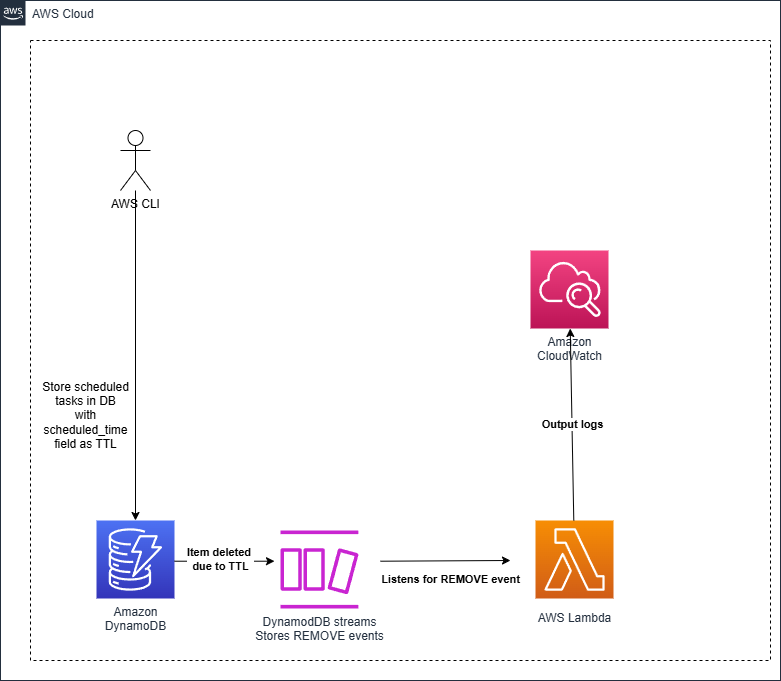 aws
AWS Cloud
AWS CLI
Store scheduled
tasks in DB
with
scheduled_time
field as TTL
Amazon
DynamoDB
Item deleted
due to TTL
DynamodDB streams
Stores REMOVE events
Listens for REMOVE event
AWS Lambda
Output logs
Amazon
CloudWatch